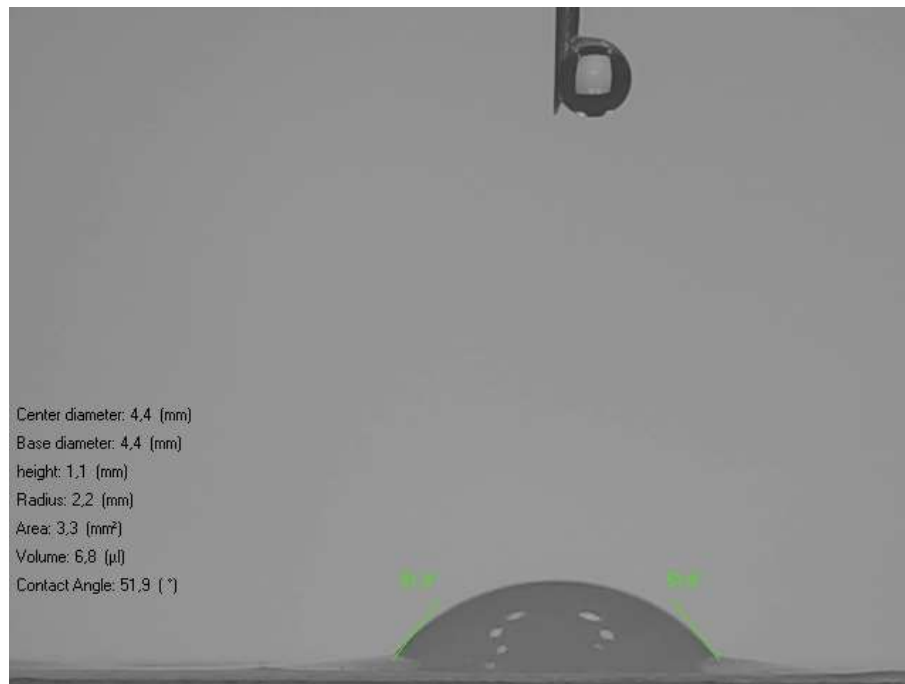 Center diameter: 4,4 (mm)
Base diameter: 4,4 (mm)
height: 1,1 (mm)
Radius: 2,2 (mm)
Area: 3,3 (mm²)
Volume: 6,8 (µl)
Contact Angle: 51,9 (°)